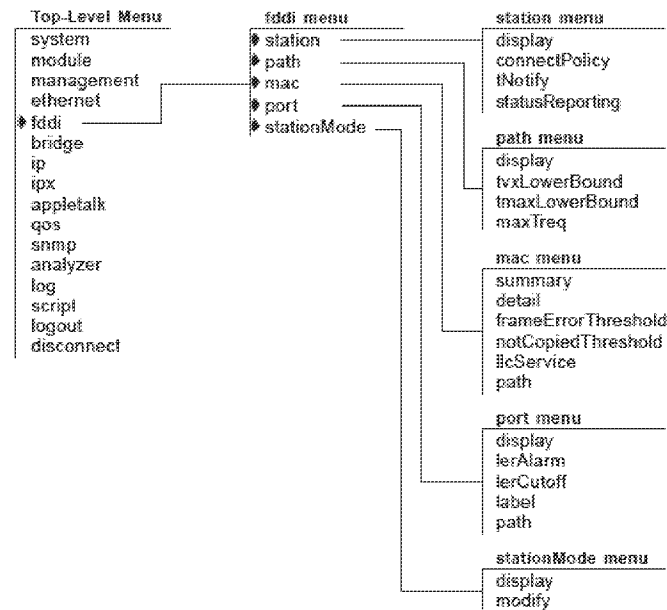 Top-Level Menu
system
module
management
ethernet
fddi
bridge
ip
ipx
appletalk
qos
snmp
analyzer
log
script
logout
disconnect
fddi menu
station
path
mac
port
stationMode
station menu
display
connectPolicy
tNotify
statusReporting
path menu
display
tvxLowerBound
tmaxLowerBound
maxTreq
mac menu
summary
detail
frameErrorThreshold
notCopiedThreshold
llcService
path
port menu
display
lerAlarm
lerCutoff
label
path
stationMode menu
display
modify